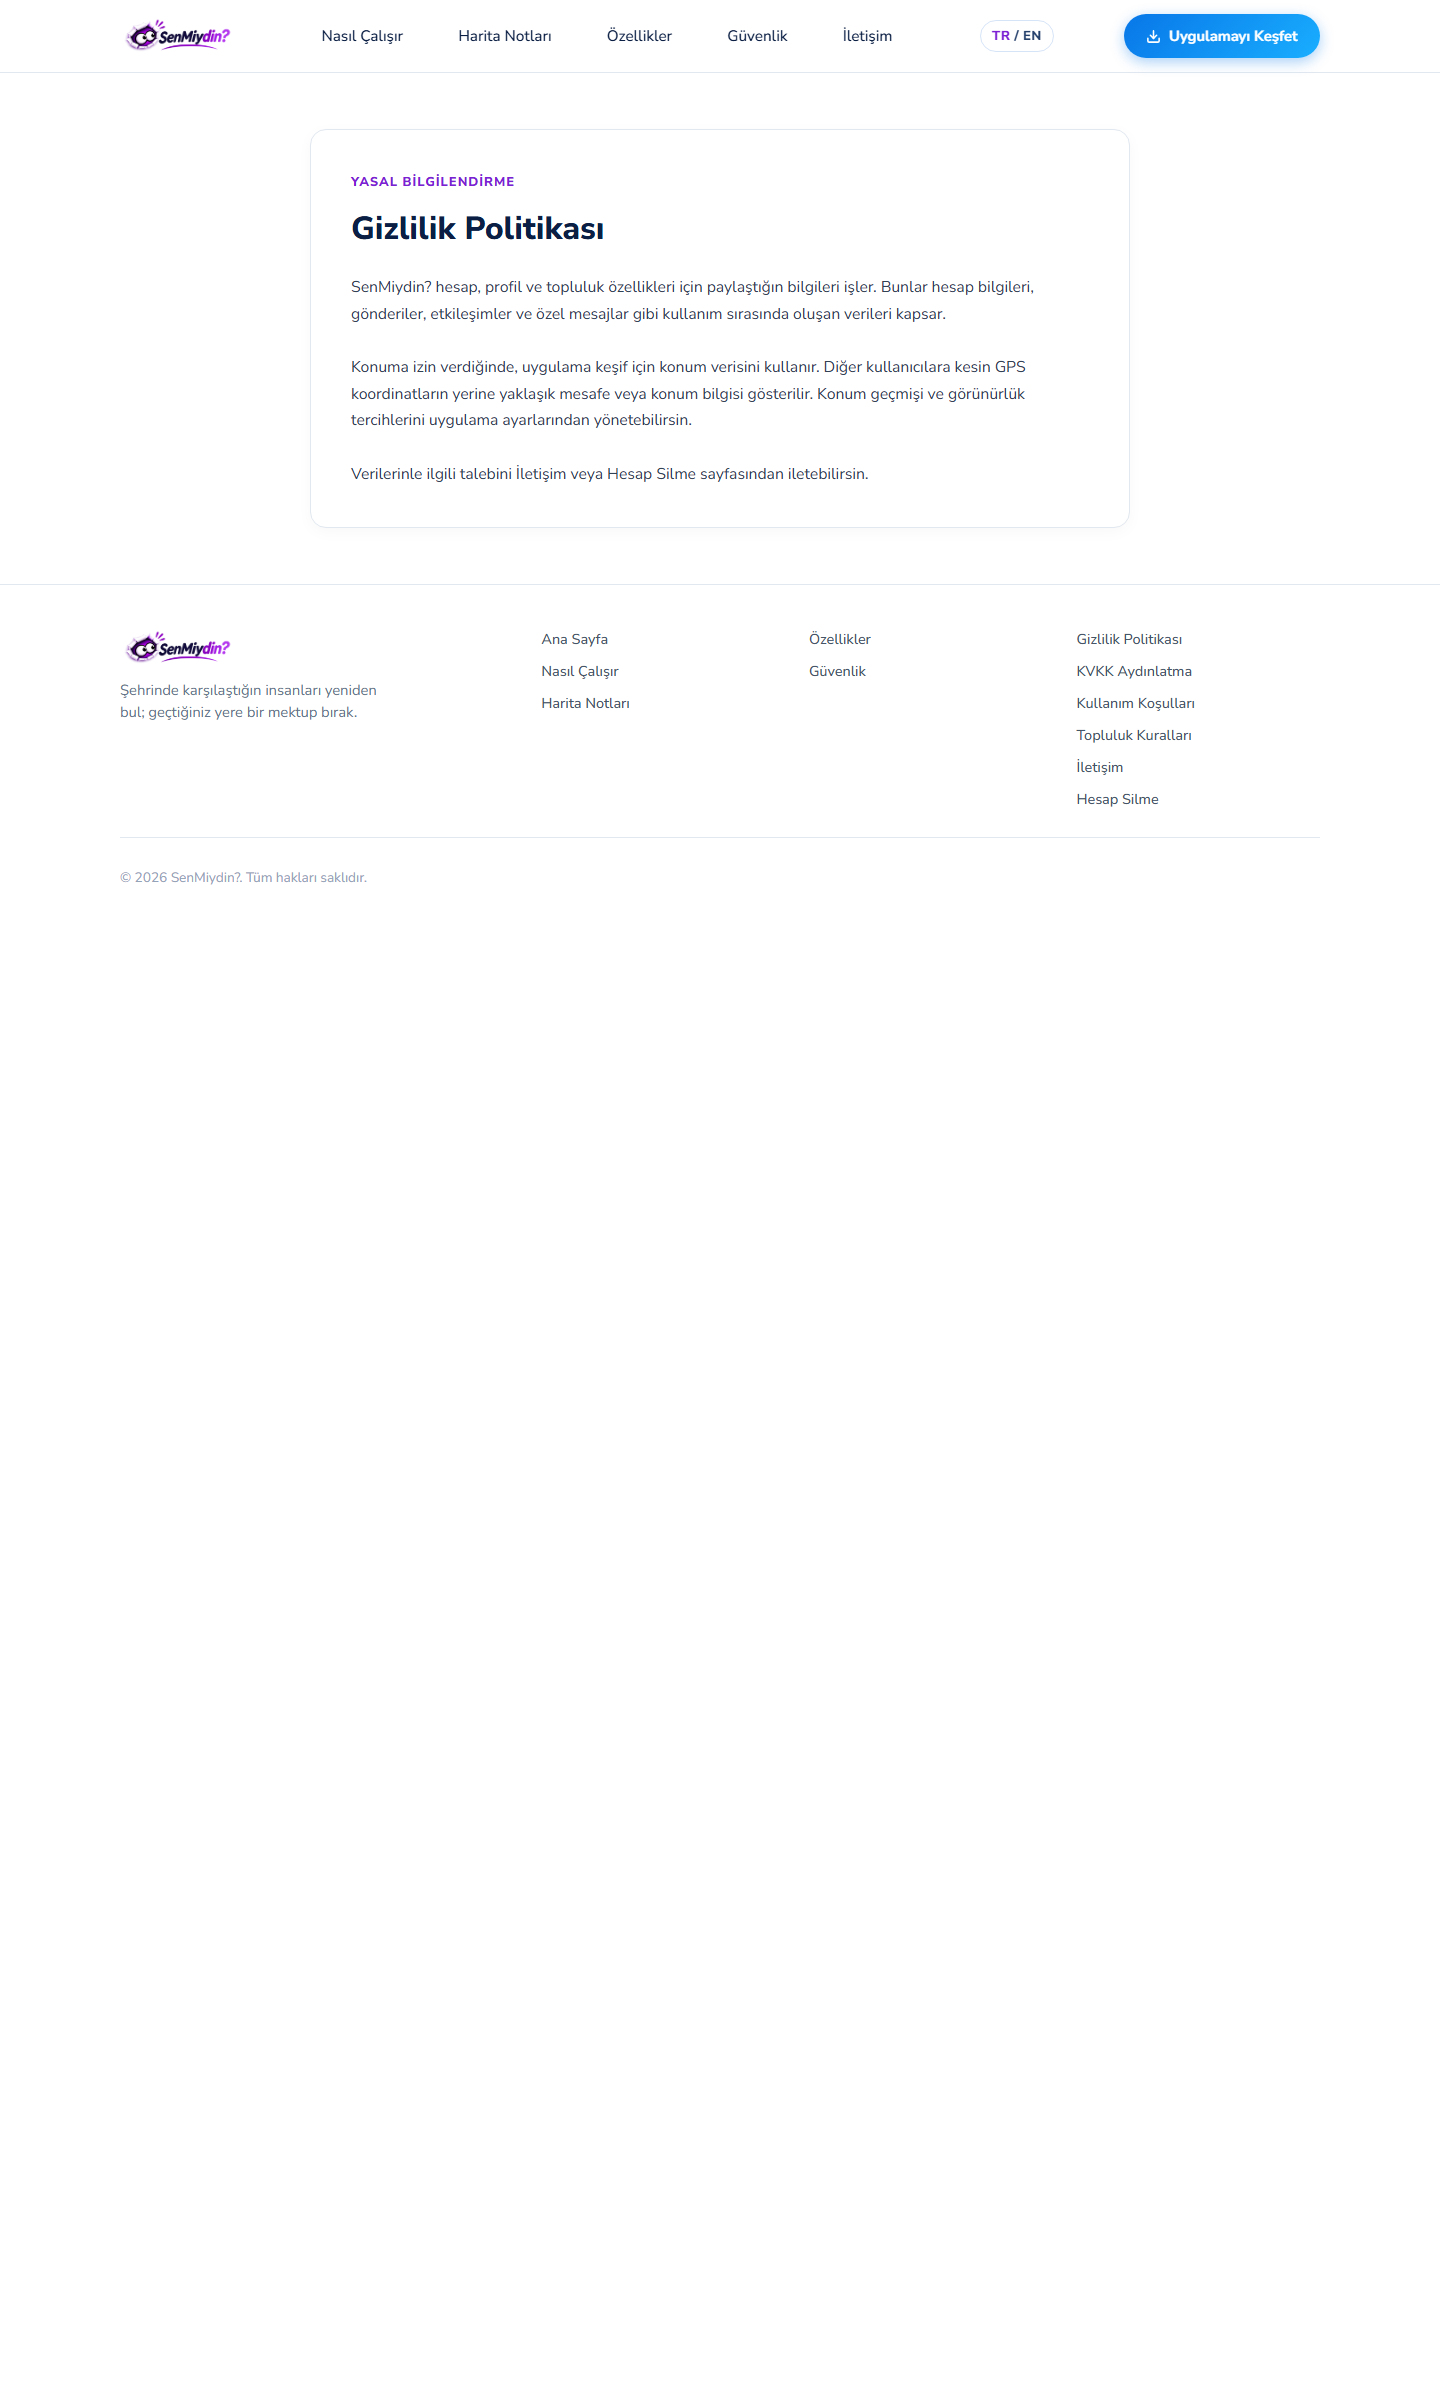 SenMiydin?
Nasıl Çalışır
Harita Notları
Özellikler
Güvenlik
İletişim
TR / EN
Uygulamayı Keşfet
YASAL BİLGİLENDİRME
Gizlilik Politikası
SenMiydin? hesap, profil ve topluluk özellikleri için paylaştığın bilgileri işler. Bunlar hesap bilgileri,
gönderiler, etkileşimler ve özel mesajlar gibi kullanım sırasında oluşan verileri kapsar.
Konuma izin verdiğinde, uygulama keşif için konum verisini kullanır. Diğer kullanıcılara kesin GPS
koordinatların yerine yaklaşık mesafe veya konum bilgisi gösterilir. Konum geçmişi ve görünürlük
tercihlerini uygulama ayarlarından yönetebilirsin.
Verilerinle ilgili talebini İletişim veya Hesap Silme sayfasından iletebilirsin.
SenMiydin?
Şehrinde karşılaştığın insanları yeniden
bul; geçtiğiniz yere bir mektup bırak.
Ana Sayfa
Nasıl Çalışır
Harita Notları
Özellikler
Güvenlik
Gizlilik Politikası
KVKK Aydınlatma
Kullanım Koşulları
Topluluk Kuralları
İletişim
Hesap Silme
© 2026 SenMiydin?. Tüm hakları saklıdır.